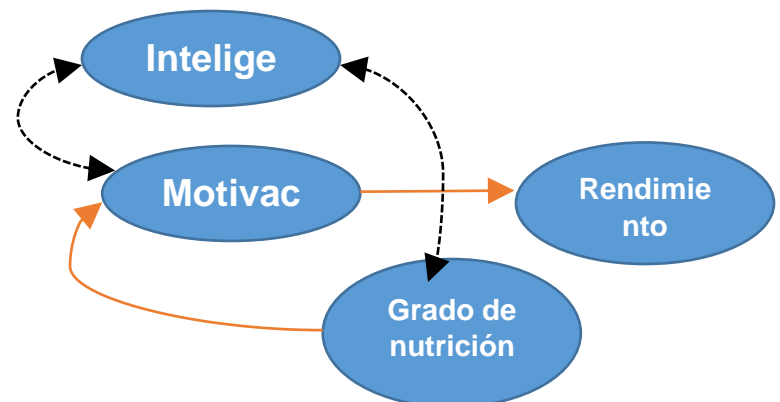 Intelige
Motivac
Rendimie
nto
Grado de
nutrición